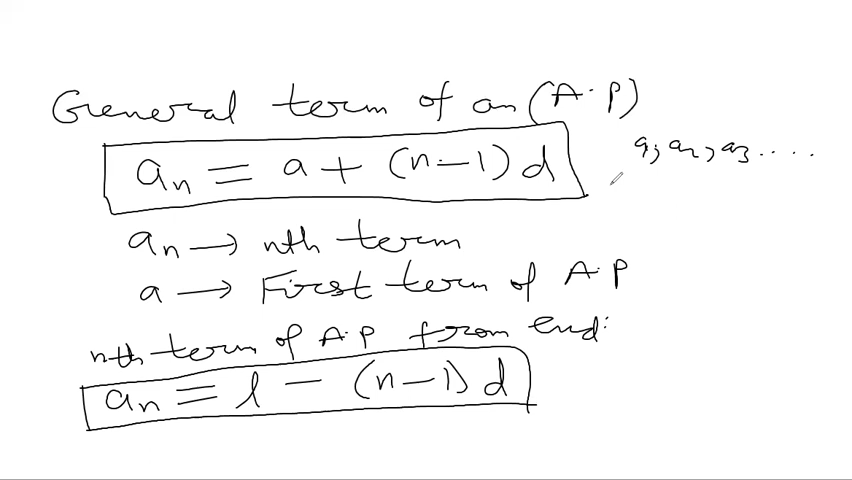 General term of an (A.P)
a, a2, a3.....
an = a + (n-1) d
an → nth term
a → First term of A.P
nth term of A.P from end:
an = l - (n-1) d